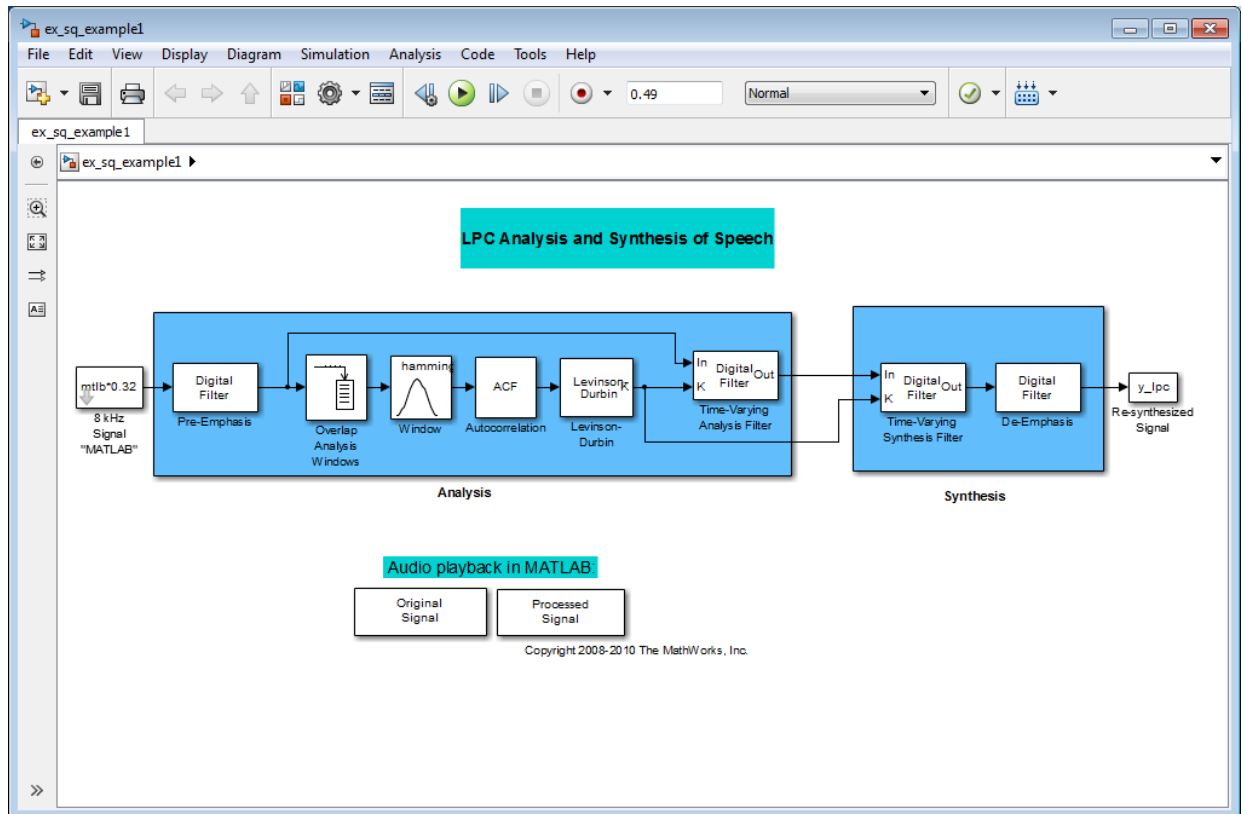 ex_sq_example1
File Edit View Display Diagram Simulation Analysis Code Tools Help
0.49
Normal
ex_sq_example1
ex_sq_example1
LPC Analysis and Synthesis of Speech
mtlb*0.32
8 kHz
Signal
"MATLAB"
Digital
Filter
Pre-Emphasis
Overlap
Analysis
Windows
hamming
Window
ACF
Autocorrelation
Levinson
Durbin
K
Levinson-
Durbin
In
K
Digital
Filter
Out
Time-Varying
Analysis Filter
Analysis
In
K
Digital
Filter
Out
Time-Varying
Synthesis Filter
Digital
Filter
De-Emphasis
Synthesis
y_lpc
Re-synthesized
Signal
Audio playback in MATLAB:
Original
Signal
Processed
Signal
Copyright 2008-2010 The MathWorks, Inc.